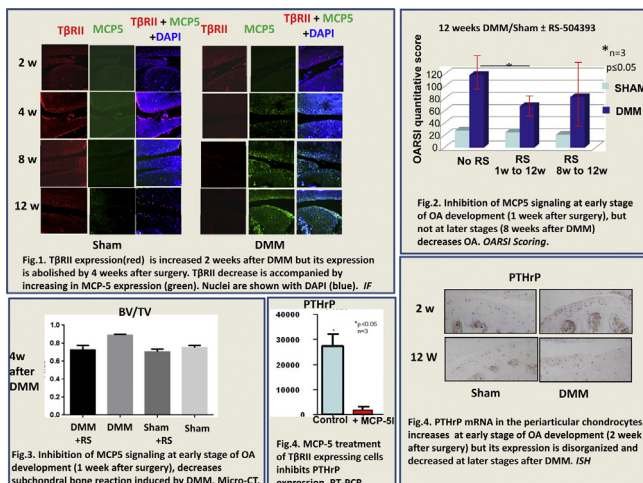 TβRII MCP5 TβRII + MCP5
+DAPI
TβRII MCP5 TβRII + MCP5
+DAPI
2 w
4 w
8 w
12 w
Sham
DMM
Fig.1. TβRII expression(red) is increased 2 weeks after DMM but its expression
is abolished by 4 weeks after surgery. TβRII decrease is accompanied by
increasing in MCP-5 expression (green). Nuclei are shown with DAPI (blue). IF
12 weeks DMM/Sham ± RS-504393
*n=3
p≤0.05
OARSI quantitative score
120
100
80
60
40
20
0
*
SHAM
DMM
No RS
RS
1w to 12w
RS
8w to 12w
Fig.2. Inhibition of MCP5 signaling at early stage
of OA development (1 week after surgery), but
not at later stages (8 weeks after DMM)
decreases OA. OARSI Scoring.
BV/TV
4w
after
DMM
1.0
0.8
0.6
0.4
0.2
0.0
DMM
+RS
DMM
Sham
+RS
Sham
Fig.3. Inhibition of MCP5 signaling at early stage of OA
development (1 week after surgery), decreases
subchondral bone reaction induced by DMM. Micro-CT.
PTHrP
*p<0.05
n=3
40000
30000
20000
10000
0
Control + MCP-5I
Fig.4. MCP-5 treatment
of TβRII expressing cells
inhibits PTHrP
expression. RT-PCR
PTHrP
2 w
12 W
Sham
DMM
Fig.4. PTHrP mRNA in the periarticular chondrocytes
increases at early stage of OA development (2 week
after surgery) but its expression is disorganized and
decreased at later stages after DMM. ISH